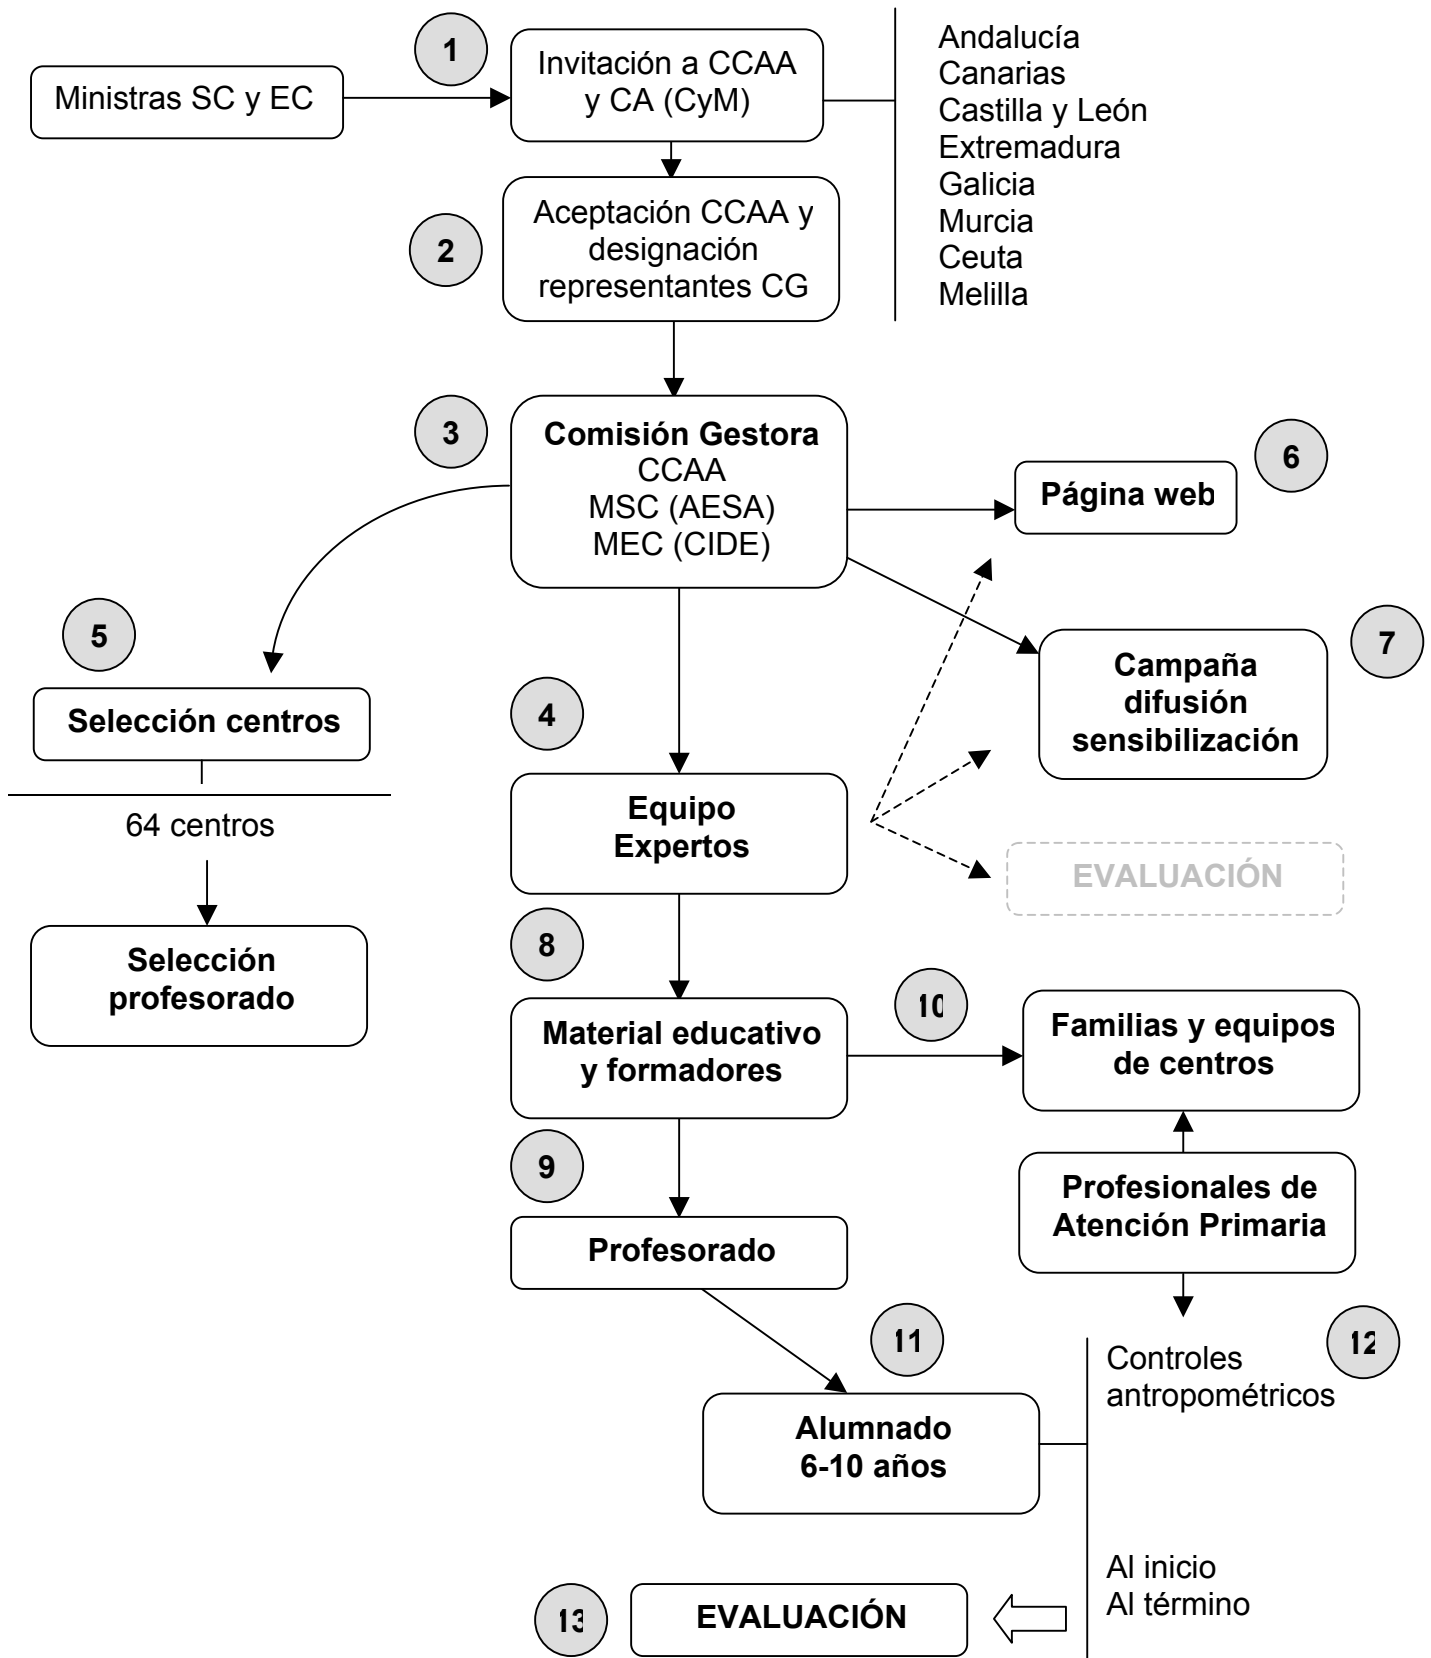 1
Ministras SC y EC
Invitación a CCAA
y CA (CyM)
Andalucía
Canarias
Castilla y León
Extremadura
Galicia
Murcia
Ceuta
Melilla
2
Aceptación CCAA y
designación
representantes CG
3
Comisión Gestora
CCAA
MSC (AESA)
MEC (CIDE)
6
Página web
5
Selección centros
64 centros
Selección
profesorado
7
Campaña
difusión
sensibilización
4
Equipo
Expertos
EVALUACIÓN
8
Material educativo
y formadores
10
Familias y equipos
de centros
Profesionales de
Atención Primaria
9
Profesorado
11
Alumnado
6-10 años
12
Controles
antropométricos
Al inicio
Al término
13
EVALUACIÓN